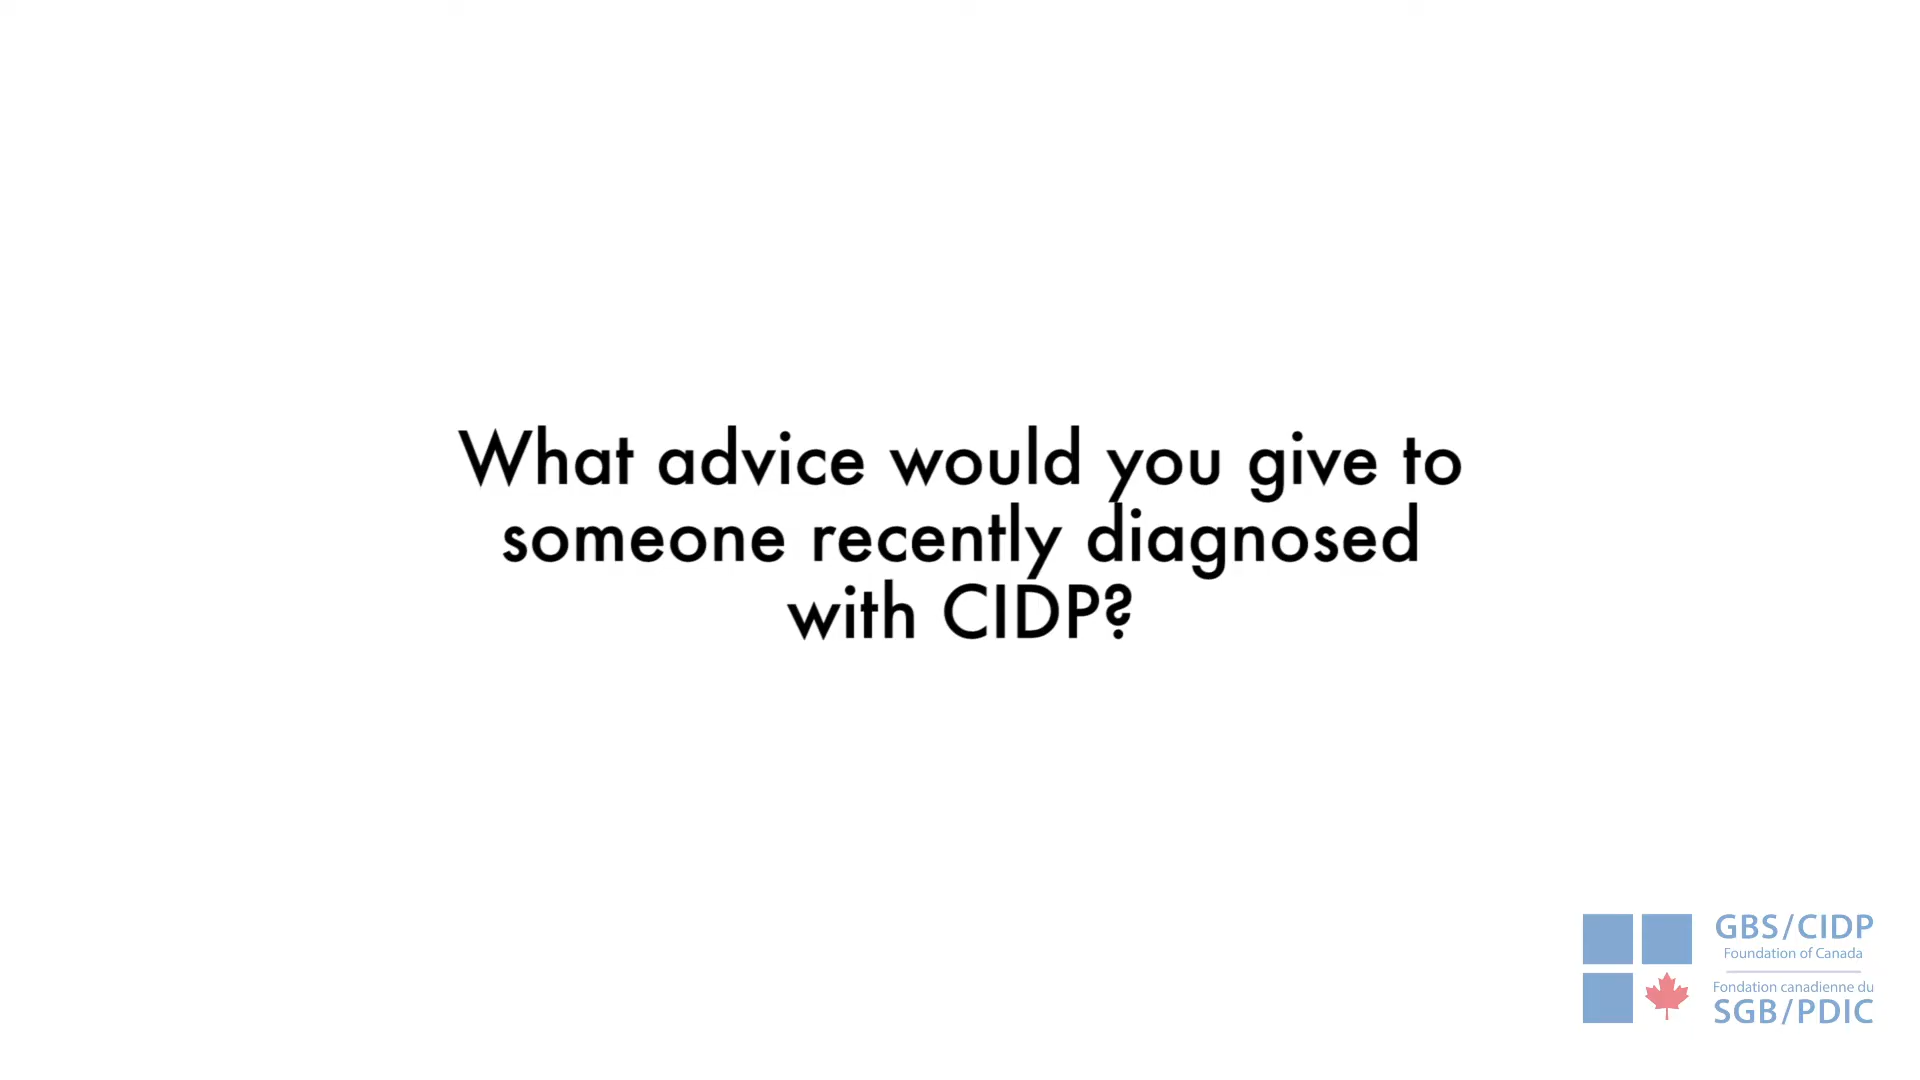 What advice would you give to
someone recently diagnosed
with CIDP?
GBS/CIDP
Foundation of Canada
Fondation canadienne du
SGB/PDIC